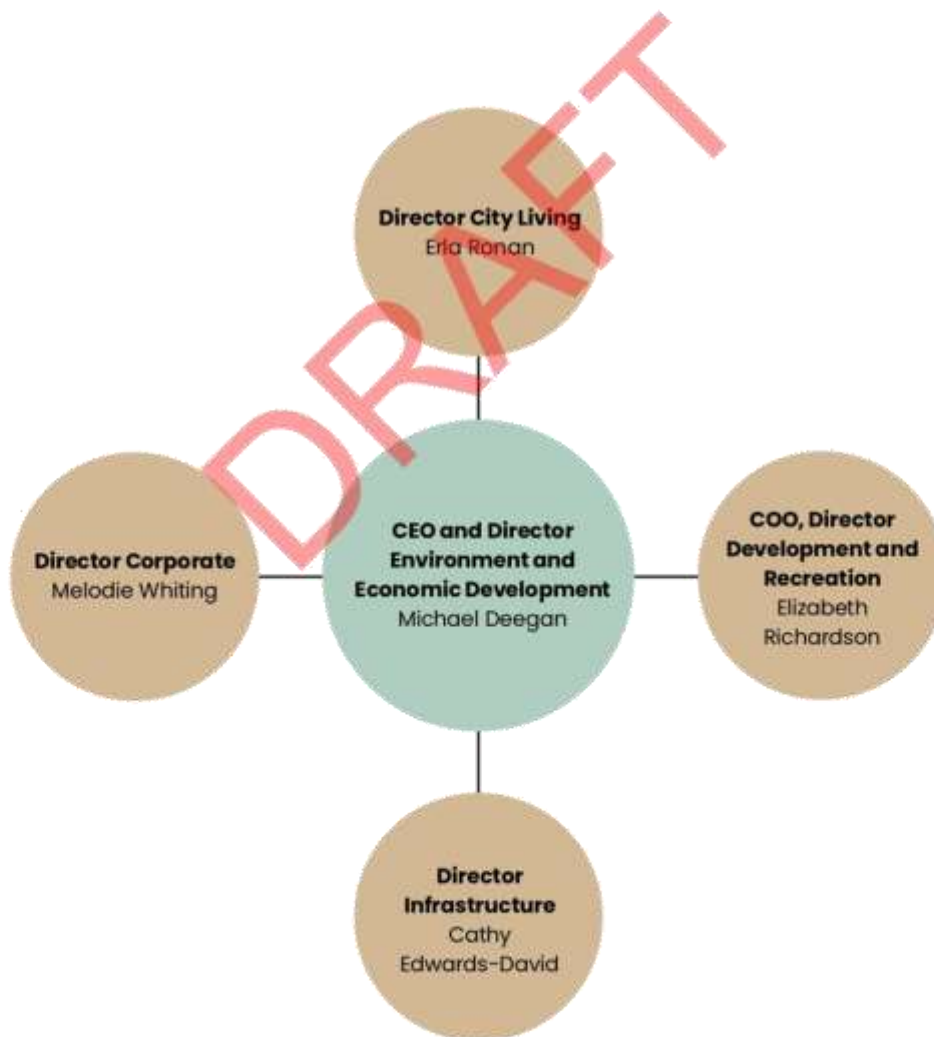 DRAFT
Director City Living
Erla Ronan
Director Corporate
Melodie Whiting
CEO and Director
Environment and
Economic Development
Michael Deegan
COO, Director
Development and
Recreation
Elizabeth
Richardson
Director
Infrastructure
Cathy
Edwards-David